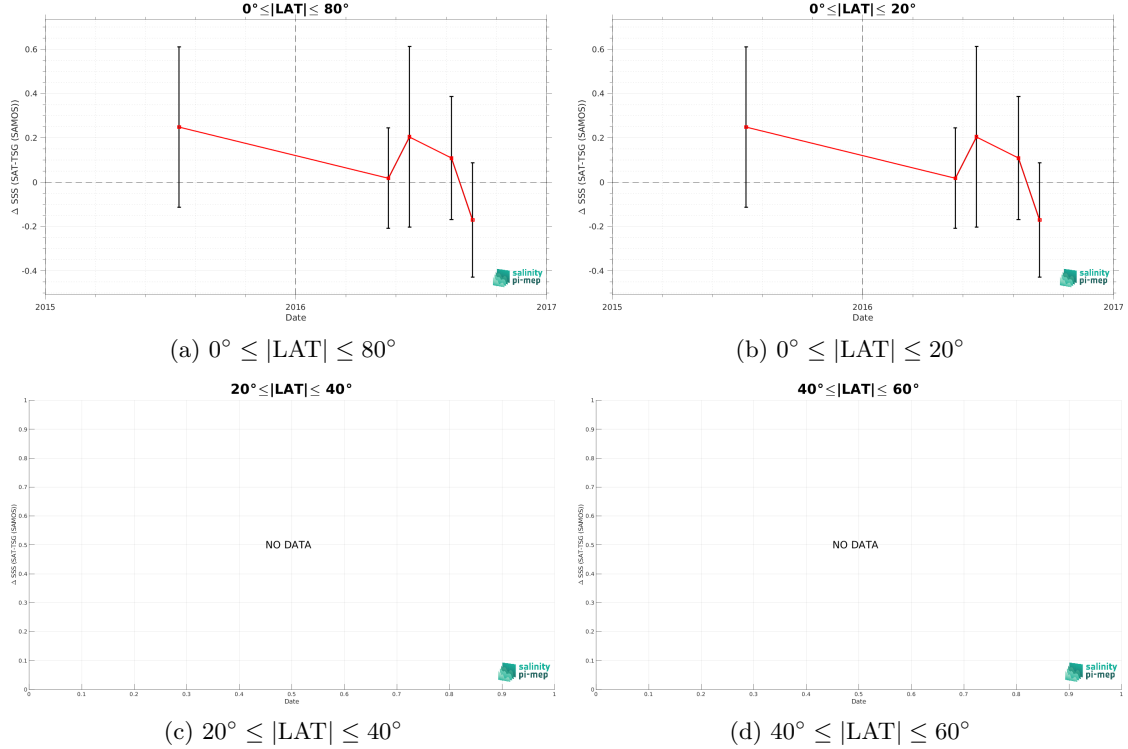 0°≤|LAT|≤ 80°
Δ SSS (SAT-TSG (SAMOS))
0.6
0.4
0.2
0
-0.2
-0.4
2015
2016
2017
Date
salinity
pi-mep
(a) 0° ≤ |LAT| ≤ 80°
0°≤|LAT|≤ 20°
Δ SSS (SAT-TSG (SAMOS))
0.6
0.4
0.2
0
-0.2
-0.4
2015
2016
2017
Date
salinity
pi-mep
(b) 0° ≤ |LAT| ≤ 20°
20°≤|LAT|≤ 40°
Δ SSS (SAT-TSG (SAMOS))
1
0.9
0.8
0.7
0.6
0.5
0.4
0.3
0.2
0.1
0
NO DATA
0 0.1 0.2 0.3 0.4 0.5 0.6 0.7 0.8 0.9 1
Date
salinity
pi-mep
(c) 20° ≤ |LAT| ≤ 40°
40°≤|LAT|≤ 60°
Δ SSS (SAT-TSG (SAMOS))
1
0.9
0.8
0.7
0.6
0.5
0.4
0.3
0.2
0.1
0
NO DATA
0 0.1 0.2 0.3 0.4 0.5 0.6 0.7 0.8 0.9 1
Date
salinity
pi-mep
(d) 40° ≤ |LAT| ≤ 60°